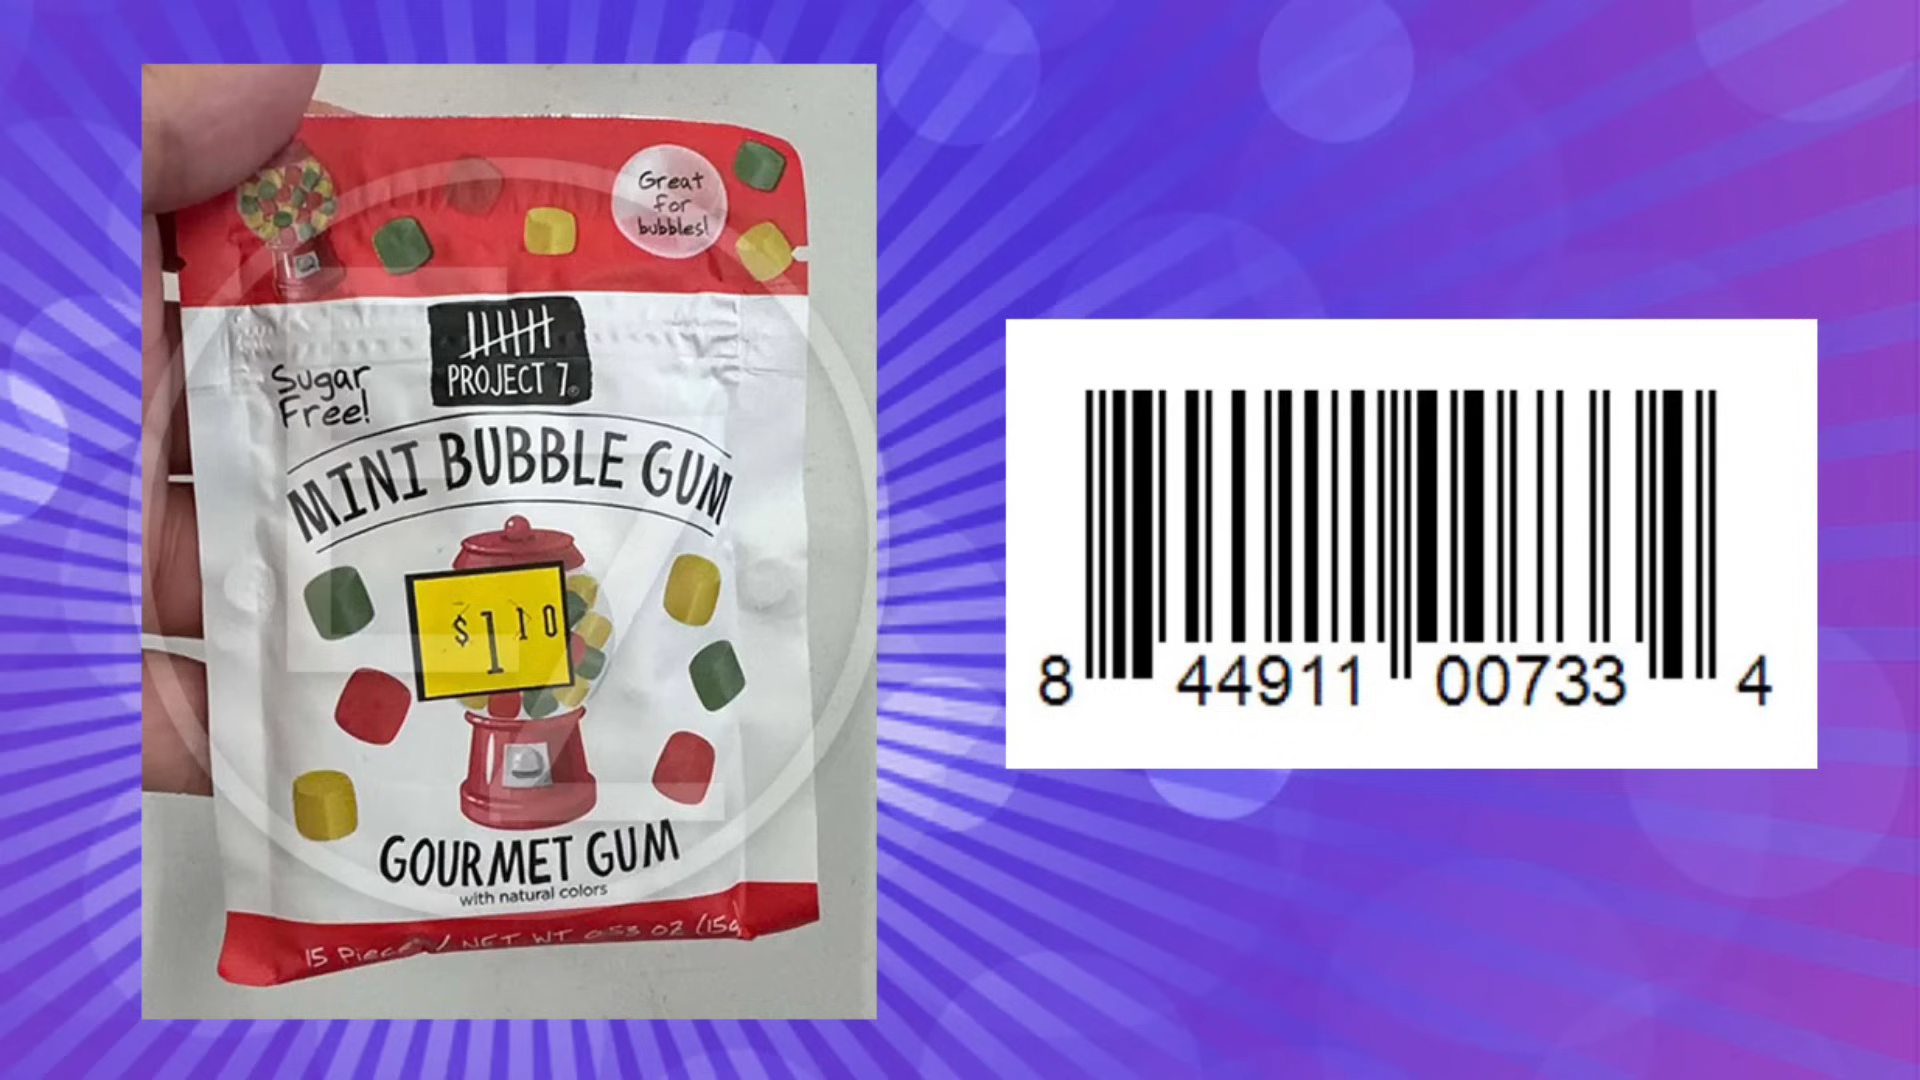 Great
for
bubbles!
PROJECT 7®
Sugar
Free!
MINI BUBBLE GUM
$1 10
GOURMET GUM
with natural colors
15 Pieces / NET WT 0.53 OZ (15g
8 44911 00733 4